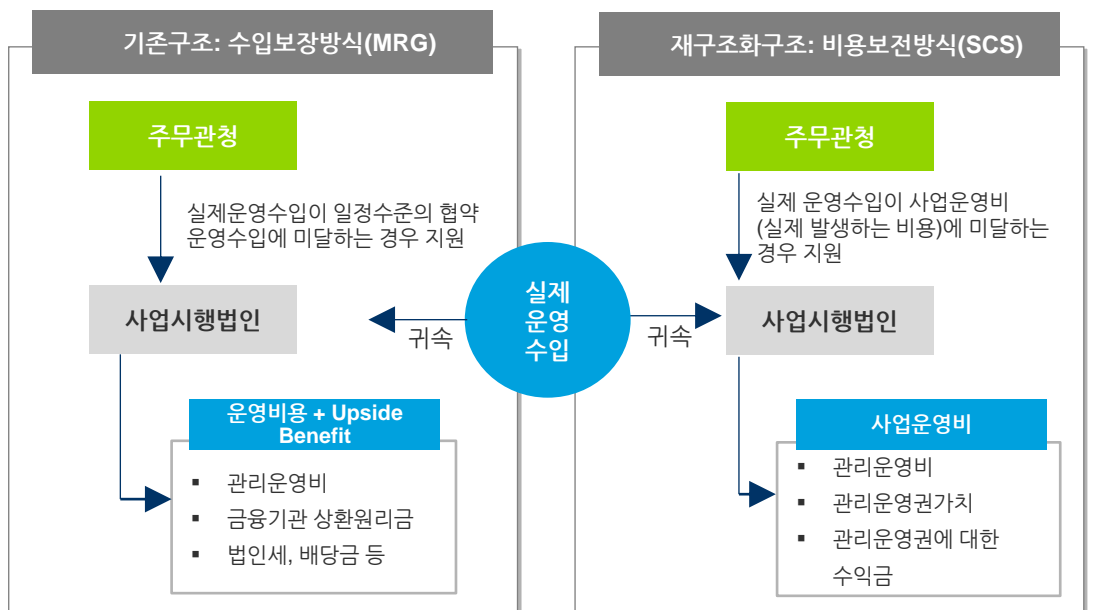 기존구조: 수입보장방식(MRG)
주무관청
실제운영수입이 일정수준의 협약
운영수입에 미달하는 경우 지원
사업시행법인
귀속
운영비용 + Upside
Benefit
▪ 관리운영비
▪ 금융기관 상환원리금
▪ 법인세, 배당금 등
실제
운영
수입
재구조화구조: 비용보전방식(SCS)
주무관청
실제 운영수입이 사업운영비
(실제 발생하는 비용)에 미달하는
경우 지원
귀속
사업시행법인
사업운영비
▪ 관리운영비
▪ 관리운영권가치
▪ 관리운영권에 대한
수익금